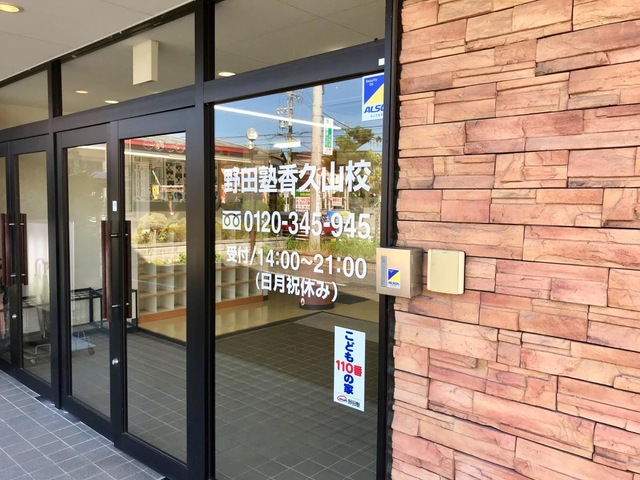 ALSOK
野田塾香久山校
0120-345-945
受付/14:00~21:00
(日月祝休み)
ALSOK
こども
110番
の家